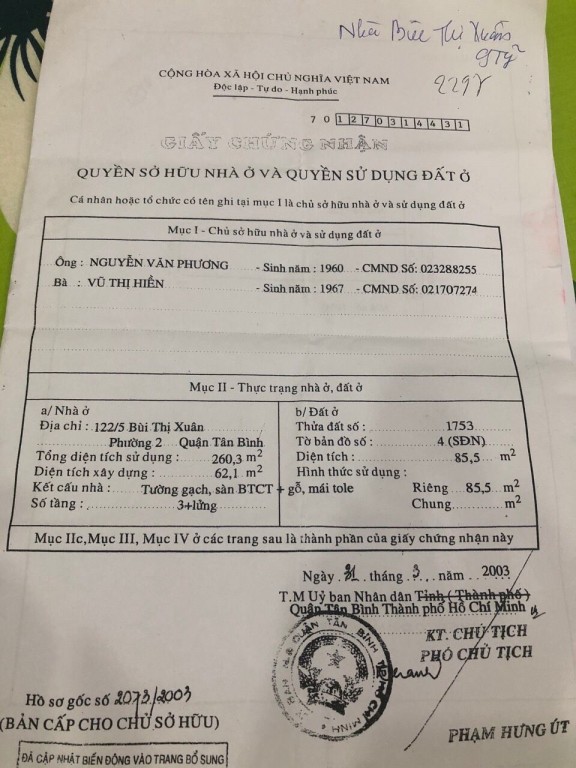 Nhà Bùi Thị Xuân
CỘNG HÒA XÃ HỘI CHỦ NGHĨA VIỆT NAM
Độc lập - Tự do - Hạnh phúc
7 0 1 2 7 0 3 1 4 4 3 1
GIẤY CHỨNG NHẬN
QUYỀN SỞ HỮU NHÀ Ở VÀ QUYỀN SỬ DỤNG ĐẤT Ở
Cá nhân hoặc tổ chức có tên ghi tại mục I là chủ sở hữu nhà ở và sử dụng đất ở
Mục I - Chủ sở hữu nhà ở và sử dụng đất ở
Ông : NGUYỄN VĂN PHƯƠNG - Sinh năm : 1960 - CMND Số: 023288255
Bà : VŨ THỊ HIỀN - Sinh năm : 1967 - CMND Số: 021707274
Mục II - Thực trạng nhà ở, đất ở
a/ Nhà ở
Địa chỉ : 122/5 Bùi Thị Xuân
Phường 2 Quận Tân Bình
Tổng diện tích sử dụng : 260,3 m2
Diện tích xây dựng : 62,1 m2
Kết cấu nhà : Tường gạch, sàn BTCT + gỗ, mái tole
Số tầng : 3+lửng
b/ Đất ở
Thửa đất số : 1753
Tờ bản đồ số : 4 (SĐN)
Diện tích : 85,5 m2
Hình thức sử dụng :
Riêng 85,5 m2
Chung m2
Mục IIc,Mục III, Mục IV ở các trang sau là thành phần của giấy chứng nhận này
Ngày 31 tháng 3 năm 2003
T.M Uỷ ban Nhân dân Tỉnh ( Thành phố )
Quận Tân Bình Thành phố Hồ Chí Minh
KT. CHỦ TỊCH
PHÓ CHỦ TỊCH
Hồ sơ gốc số 2073/2003
(BẢN CẤP CHO CHỦ SỞ HỮU)
PHẠM HƯNG ÚT
ĐÃ CẬP NHẬT BIẾN ĐỘNG VÀO TRANG BỔ SUNG